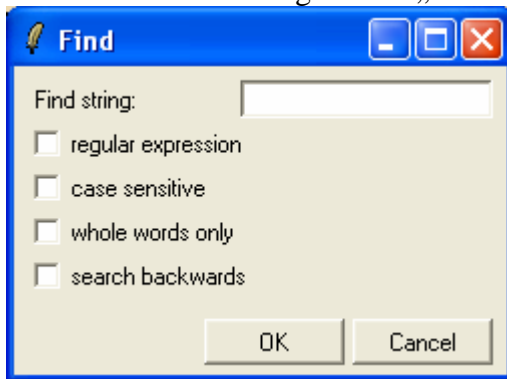 Find
Find string:
regular expression
case sensitive
whole words only
search backwards
OK Cancel